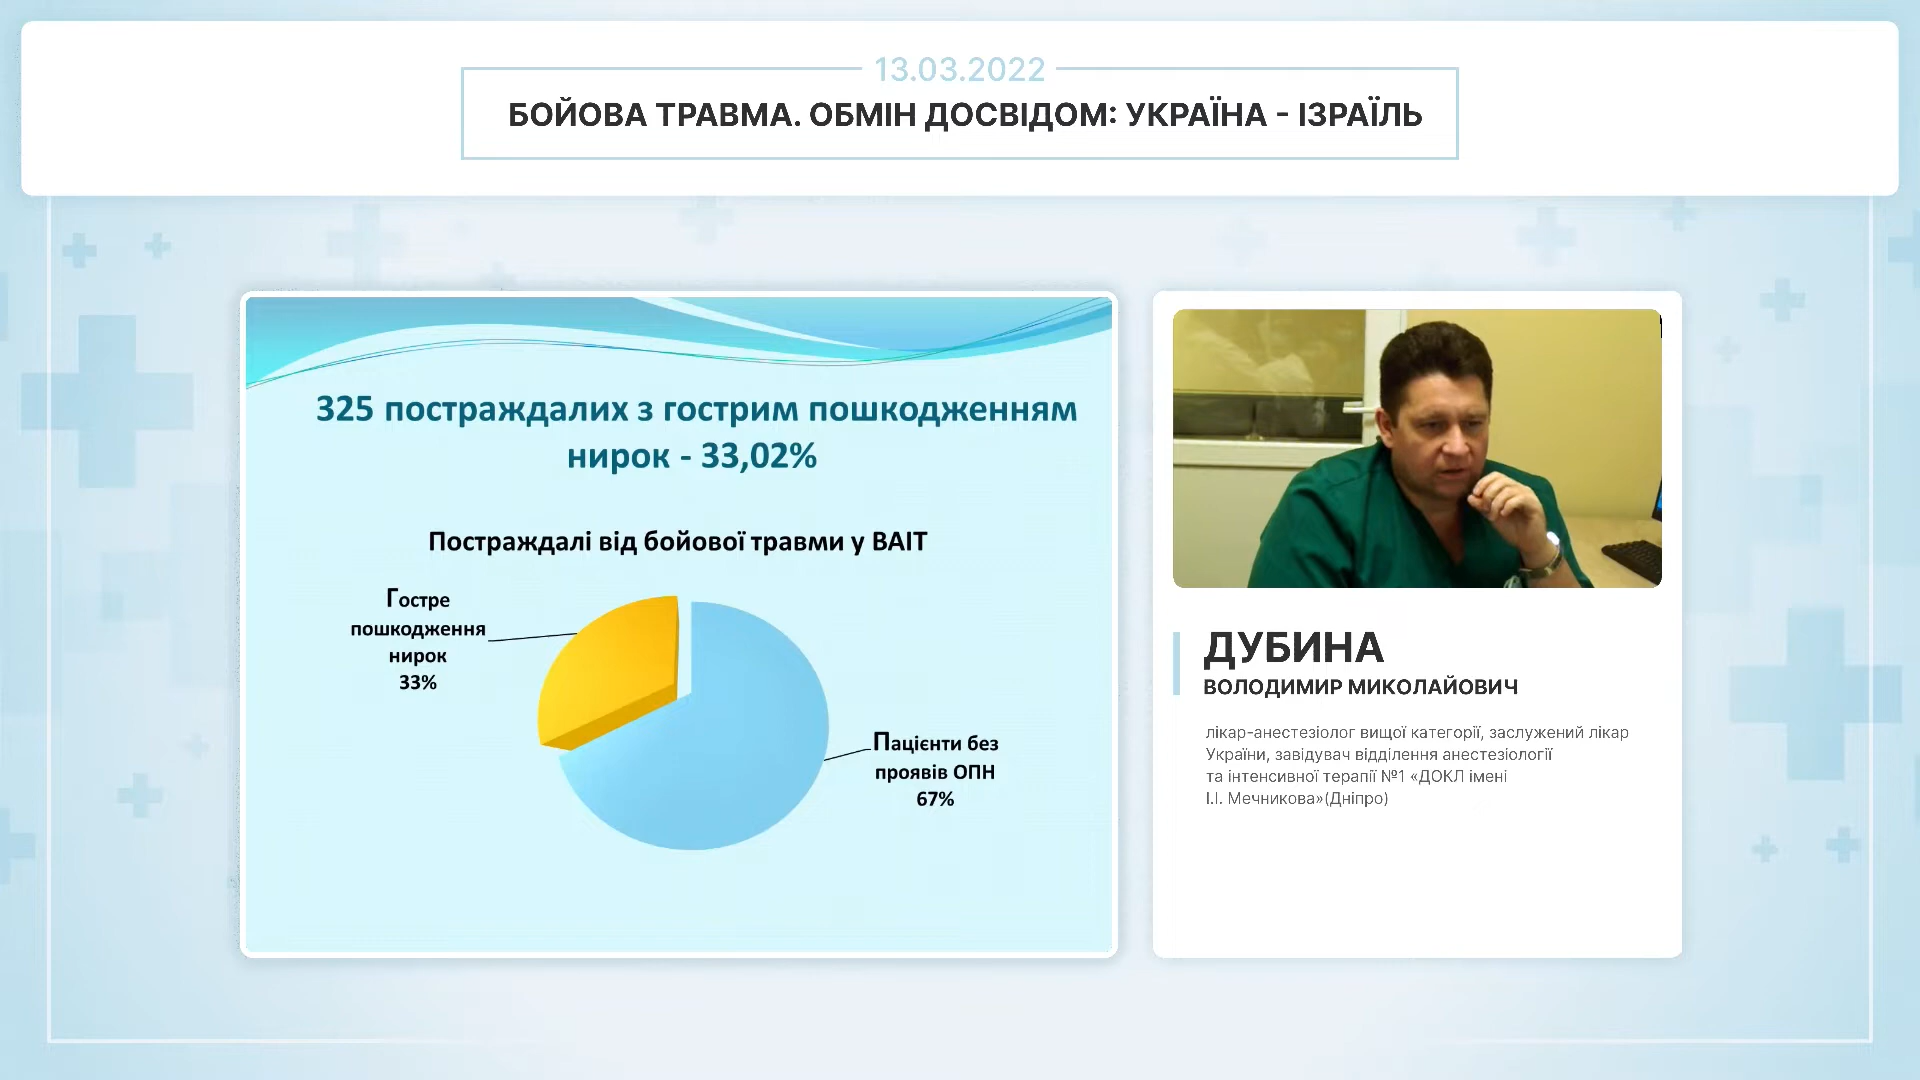 13.03.2022
БОЙОВА ТРАВМА. ОБМІН ДОСВІДОМ: УКРАЇНА - ІЗРАЇЛЬ
325 постраждалих з гострим пошкодженням
нирок - 33,02%
Постраждалі від бойової травми у ВАІТ
Гостре
пошкодження
нирок
33%
Пацієнти без
проявів ОПН
67%
ДУБИНА
ВОЛОДИМИР МИКОЛАЙОВИЧ
лікар-анестезіолог вищої категорії, заслужений лікар
України, завідувач відділення анестезіології
та інтенсивної терапії №1 «ДОКЛ імені
І.І. Мечникова»(Дніпро)